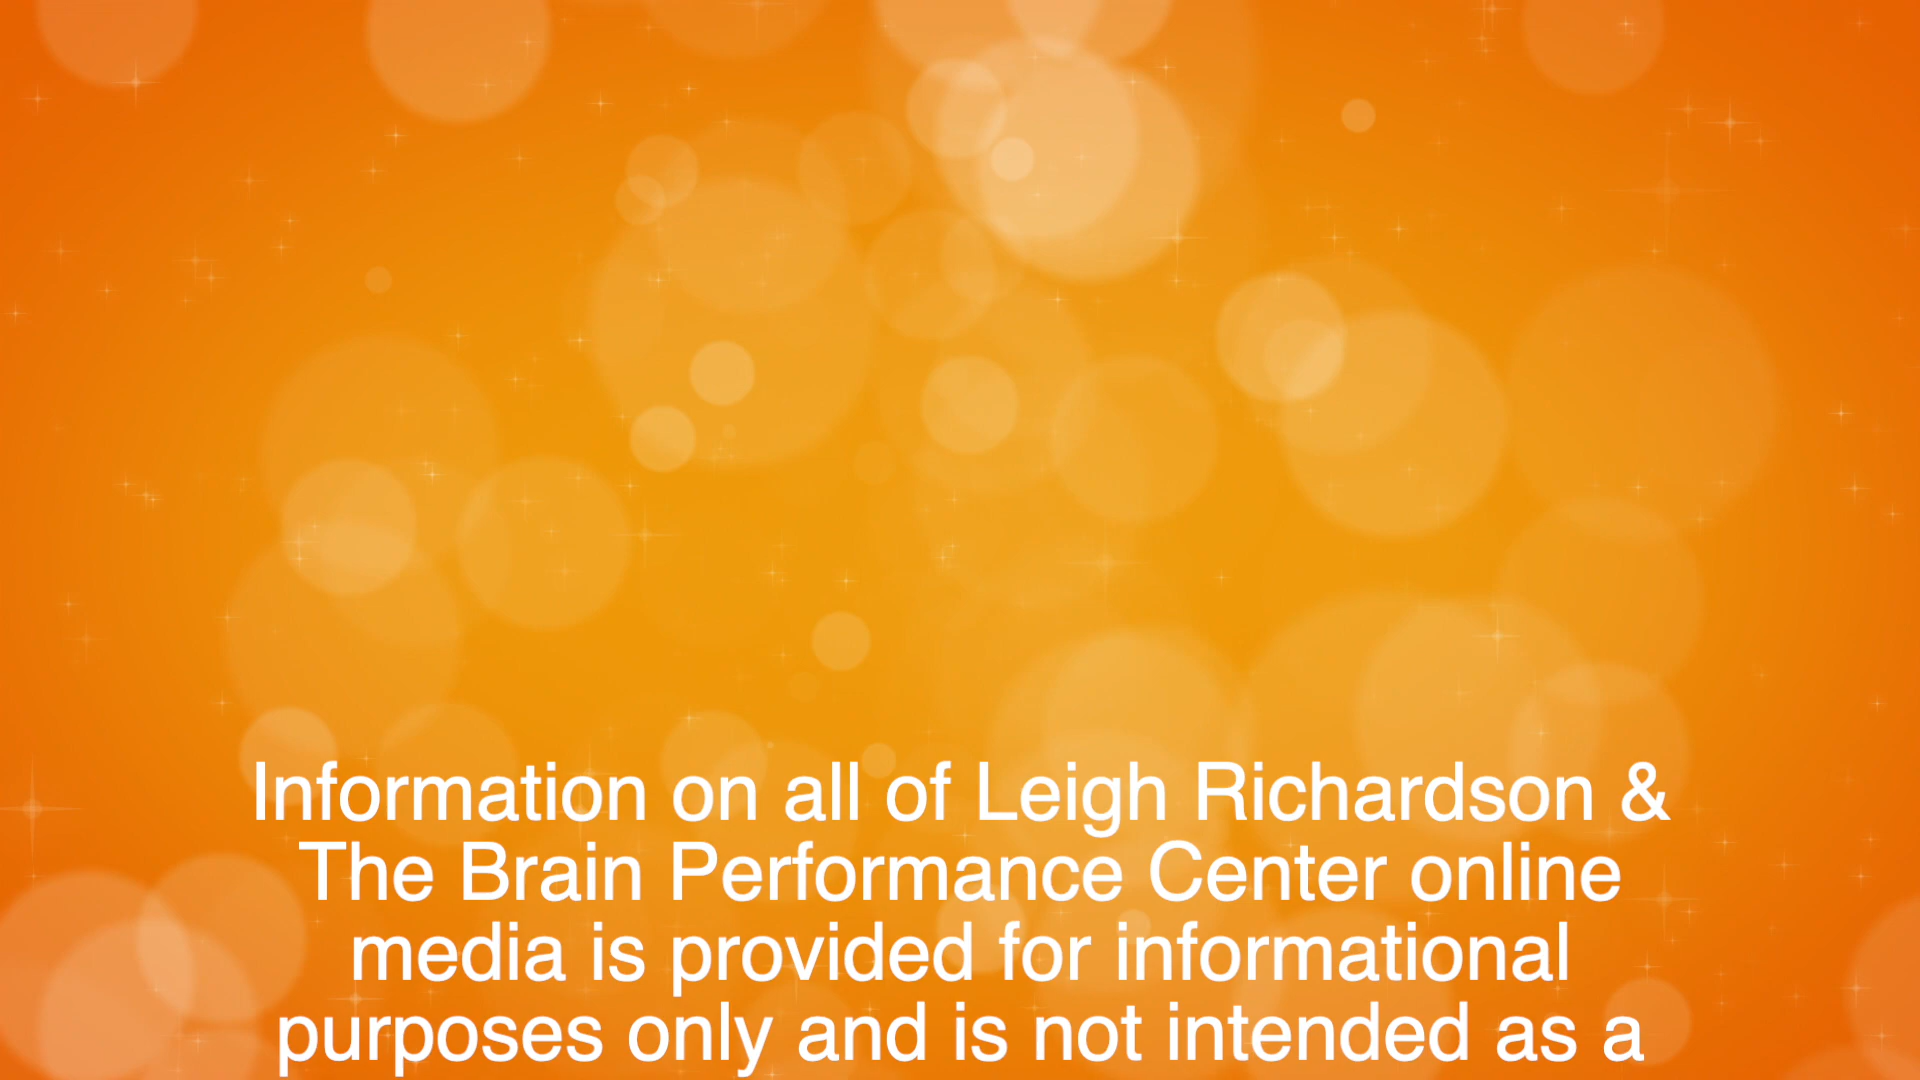 Information on all of Leigh Richardson &
The Brain Performance Center online
media is provided for informational
purposes only and is not intended as a